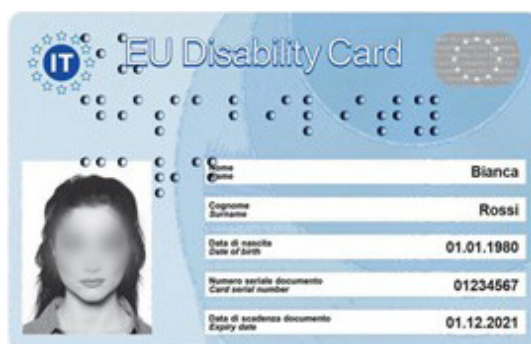 IT
EU Disability Card
Nome
Name
Bianca
Cognome
Surname
Rossi
Data di nascita
Date of birth
01.01.1980
Numero seriale documento
Card serial number
01234567
Data di scadenza documento
Expiry date
01.12.2021